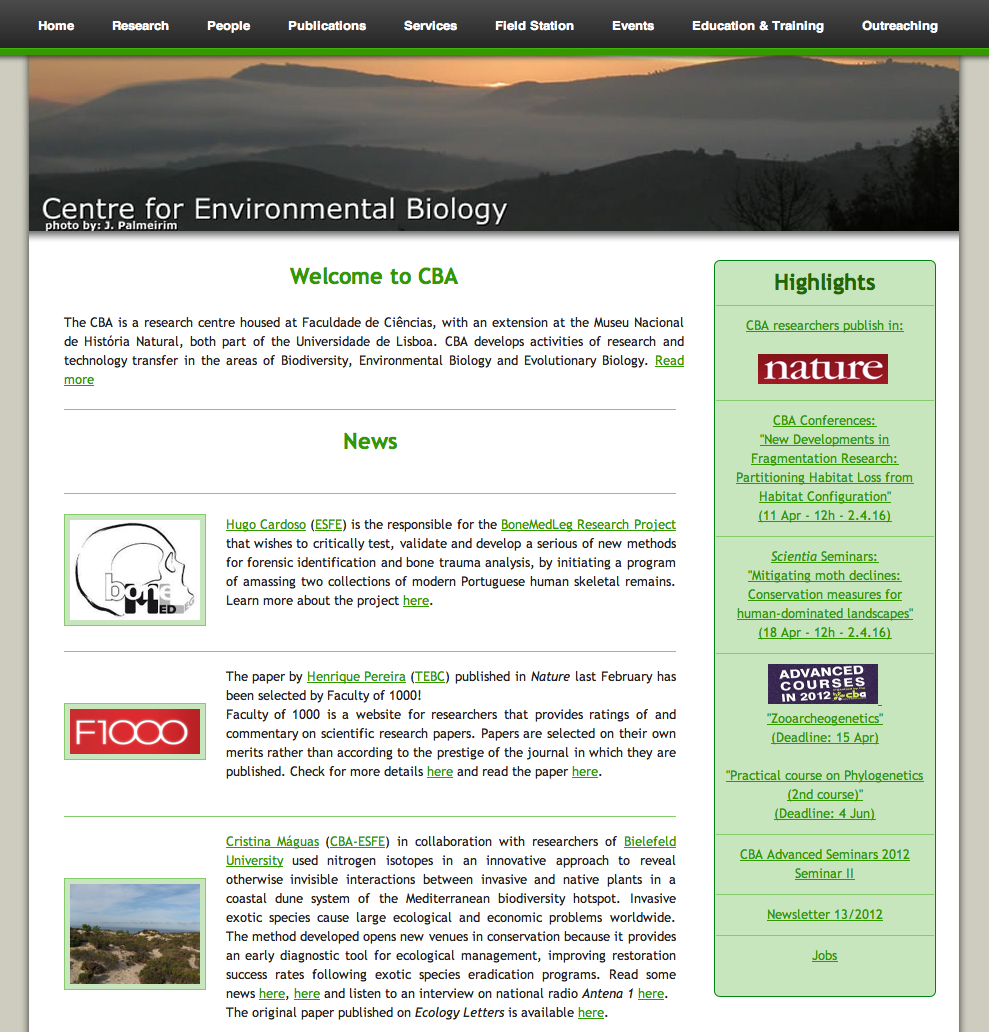 Home Research People Publications Services Field Station Events Education & Training Outreaching
Centre for Environmental Biology
photo by: J. Palmeirim
Welcome to CBA
The CBA is a research centre housed at Faculdade de Ciências, with an extension at the Museu Nacional
de História Natural, both part of the Universidade de Lisboa. CBA develops activities of research and
technology transfer in the areas of Biodiversity, Environmental Biology and Evolutionary Biology. Read
more
News
bone
MED
LEG
Hugo Cardoso (ESFE) is the responsible for the BoneMedLeg Research Project
that wishes to critically test, validate and develop a serious of new methods
for forensic identification and bone trauma analysis, by initiating a program
of amassing two collections of modern Portuguese human skeletal remains.
Learn more about the project here.
F1000
The paper by Henrique Pereira (TEBC) published in Nature last February has
been selected by Faculty of 1000!
Faculty of 1000 is a website for researchers that provides ratings of and
commentary on scientific research papers. Papers are selected on their own
merits rather than according to the prestige of the journal in which they are
published. Check for more details here and read the paper here.
Cristina Máguas (CBA-ESFE) in collaboration with researchers of Bielefeld
University used nitrogen isotopes in an innovative approach to reveal
otherwise invisible interactions between invasive and native plants in a
coastal dune system of the Mediterranean biodiversity hotspot. Invasive
exotic species cause large ecological and economic problems worldwide.
The method developed opens new venues in conservation because it provides
an early diagnostic tool for ecological management, improving restoration
success rates following exotic species eradication programs. Read some
news here, here and listen to an interview on national radio Antena 1 here.
The original paper published on Ecology Letters is available here.
Highlights
CBA researchers publish in:
nature
CBA Conferences:
"New Developments in
Fragmentation Research:
Partitioning Habitat Loss from
Habitat Configuration"
(11 Apr - 12h - 2.4.16)
Scientia Seminars:
"Mitigating moth declines:
Conservation measures for
human-dominated landscapes"
(18 Apr - 12h - 2.4.16)
ADVANCED
COURSES
IN 2012 cba
"Zooarcheogenetics"
(Deadline: 15 Apr)
"Practical course on Phylogenetics
(2nd course)"
(Deadline: 4 Jun)
CBA Advanced Seminars 2012
Seminar II
Newsletter 13/2012
Jobs